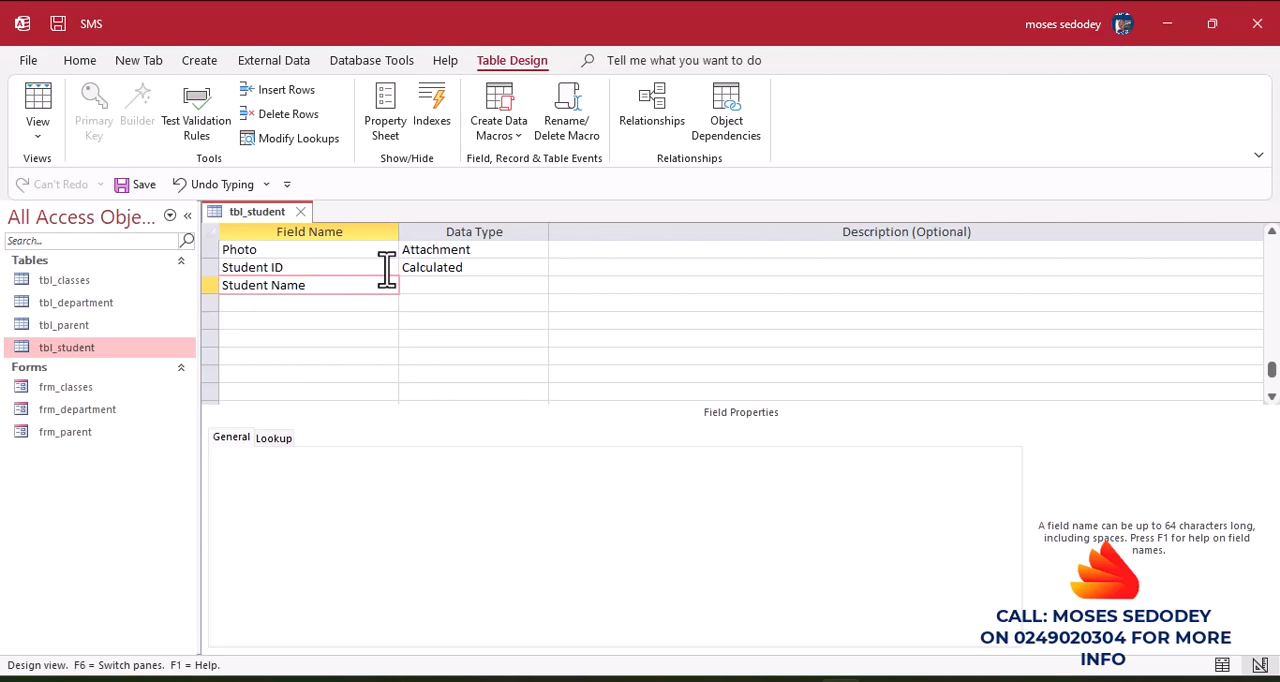 SMS
moses sedodey
File Home New Tab Create External Data Database Tools Help Table Design Tell me what you want to do
View
Primary Key
Builder
Test Validation Rules
Insert Rows
Delete Rows
Modify Lookups
Property Sheet
Indexes
Create Data Macros
Rename/ Delete Macro
Relationships
Object Dependencies
Views
Tools
Show/Hide
Field, Record & Table Events
Relationships
Can't Redo Save Undo Typing
All Access Obje...
Search...
Tables
tbl_classes
tbl_department
tbl_parent
tbl_student
Forms
frm_classes
frm_department
frm_parent
tbl_student
Field Name Data Type Description (Optional)
Photo Attachment
Student ID Calculated
Student Name
Field Properties
General Lookup
A field name can be up to 64 characters long,
including spaces. Press F1 for help on field
names.
CALL: MOSES SEDODEY
ON 0249020304 FOR MORE
INFO
Design view. F6 = Switch panes. F1 = Help.